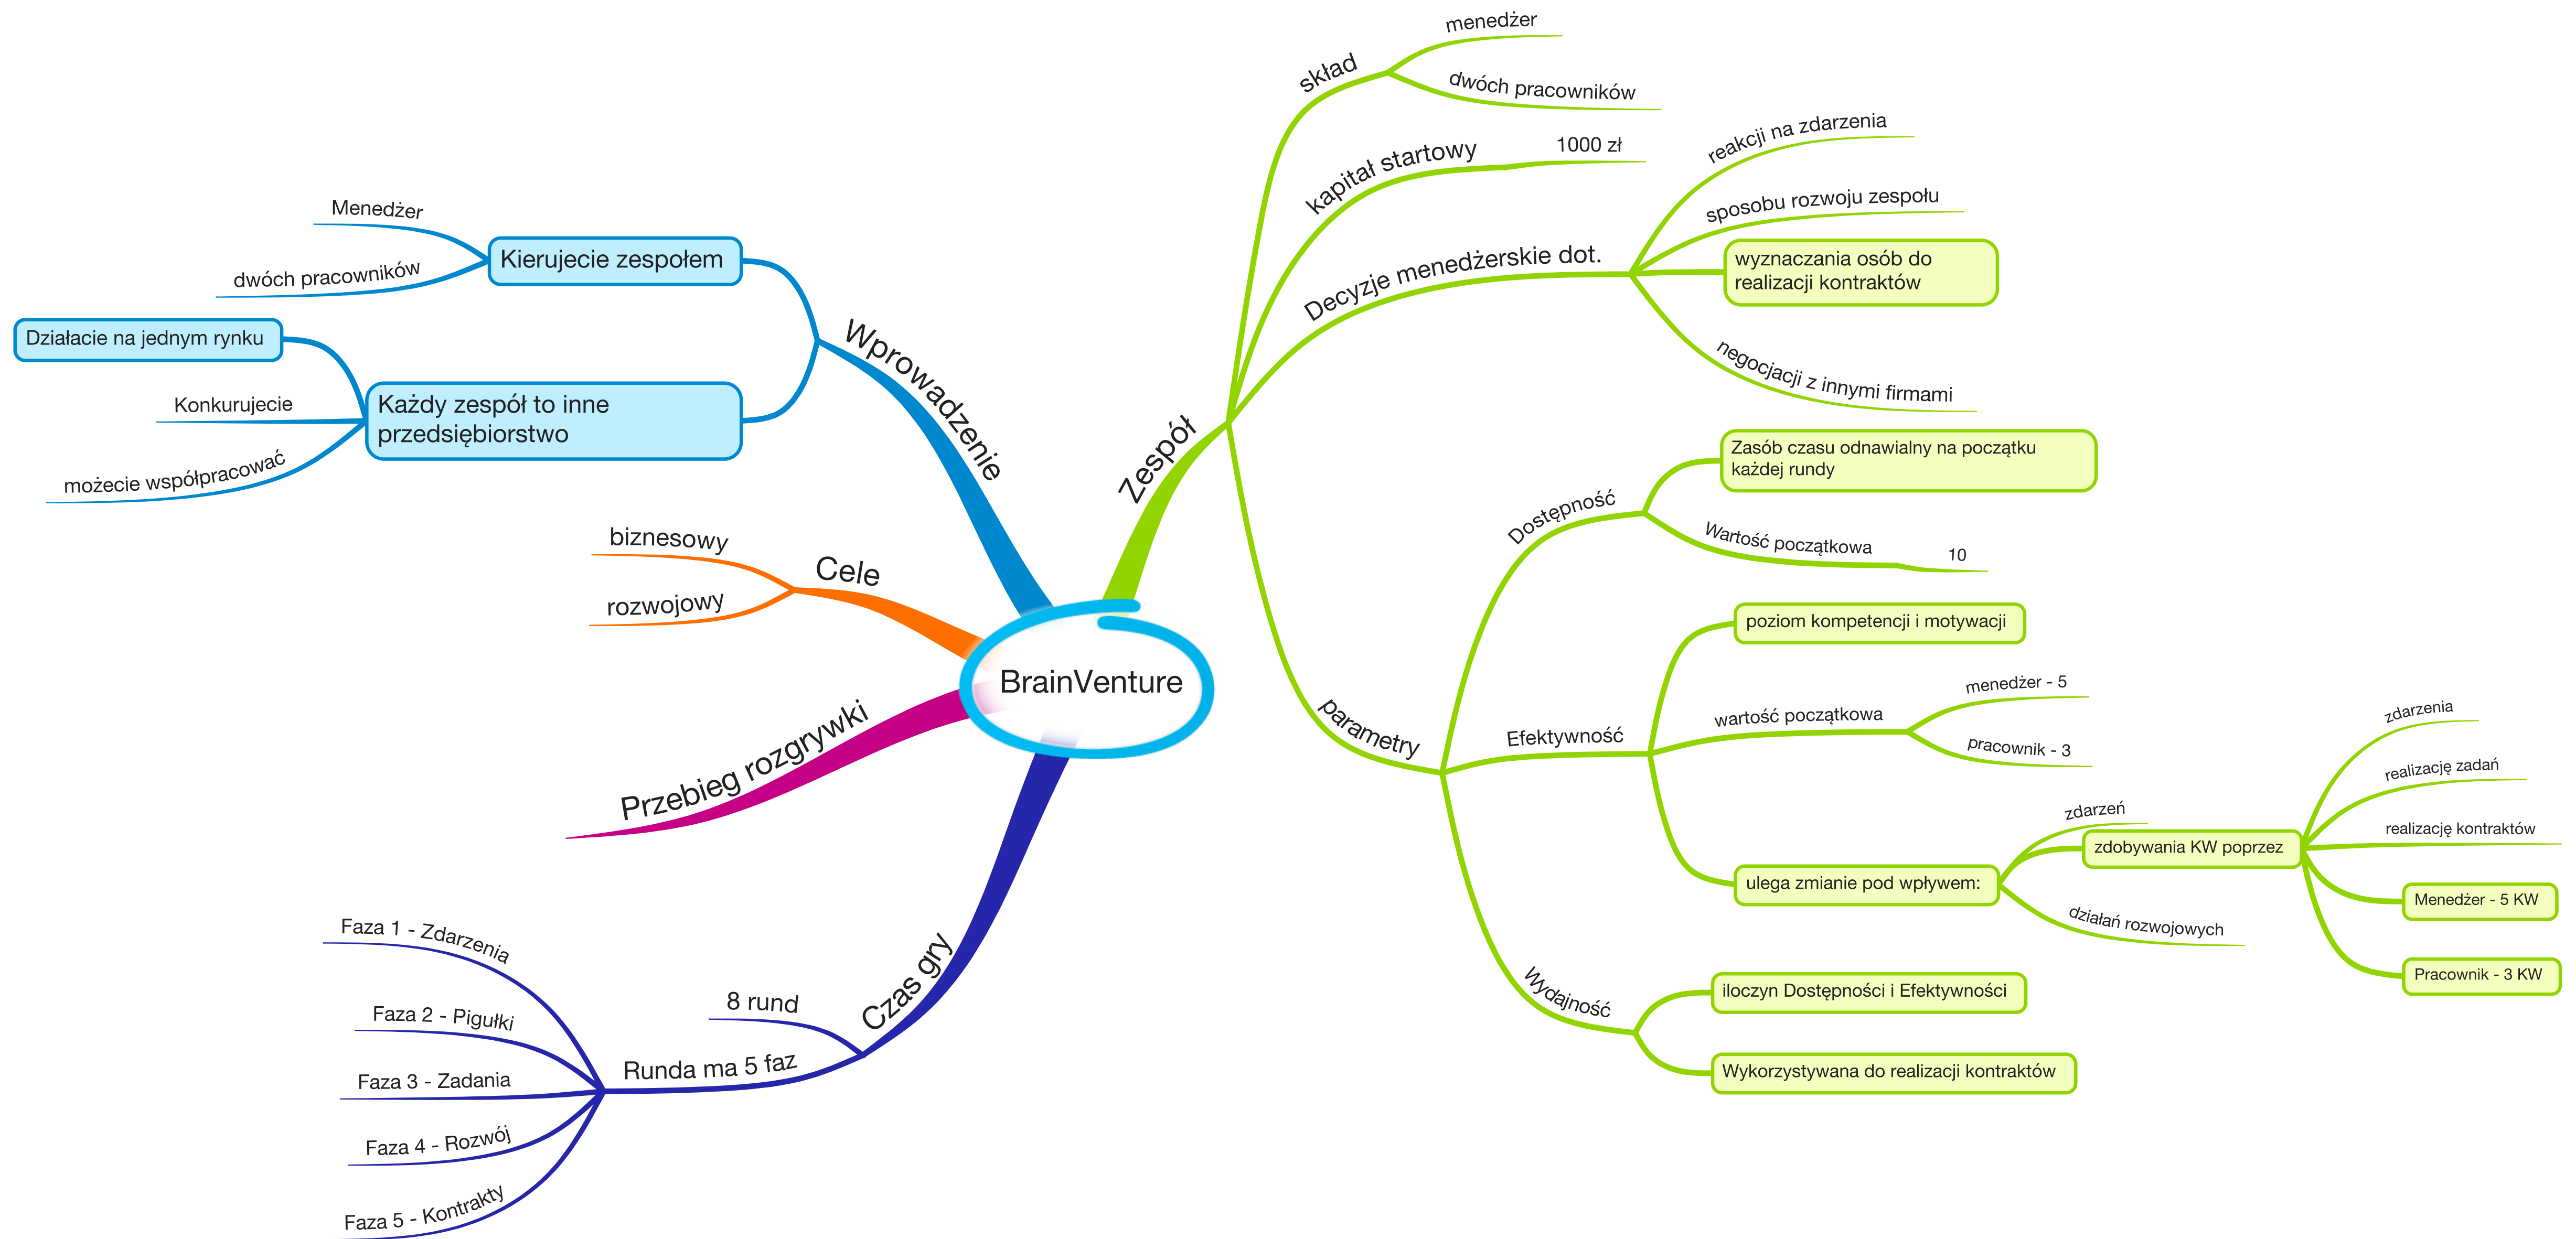 BrainVenture
Zespół
skład
menedżer
dwóch pracowników
kapitał startowy
1000 zł
Decyzje menedżerskie dot.
reakcji na zdarzenia
sposobu rozwoju zespołu
wyznaczania osób do
realizacji kontraktów
negocjacji z innymi firmami
parametry
Dostępność
Zasób czasu odnawialny na początku
każdej rundy
Wartość początkowa
10
Efektywność
poziom kompetencji i motywacji
wartość początkowa
menedżer - 5
pracownik - 3
ulega zmianie pod wpływem:
zdarzeń
zdobywania KW poprzez
zdarzenia
realizację zadań
realizację kontraktów
Menedżer - 5 KW
Pracownik - 3 KW
działań rozwojowych
Wydajność
iloczyn Dostępności i Efektywności
Wykorzystywana do realizacji kontraktów
Czas gry
8 rund
Runda ma 5 faz
Faza 1 - Zdarzenia
Faza 2 - Pigułki
Faza 3 - Zadania
Faza 4 - Rozwój
Faza 5 - Kontrakty
Przebieg rozgrywki
Cele
biznesowy
rozwojowy
Wprowadzenie
Kierujecie zespołem
Menedżer
dwóch pracowników
Każdy zespół to inne
przedsiębiorstwo
Działacie na jednym rynku
Konkurujecie
możecie współpracować